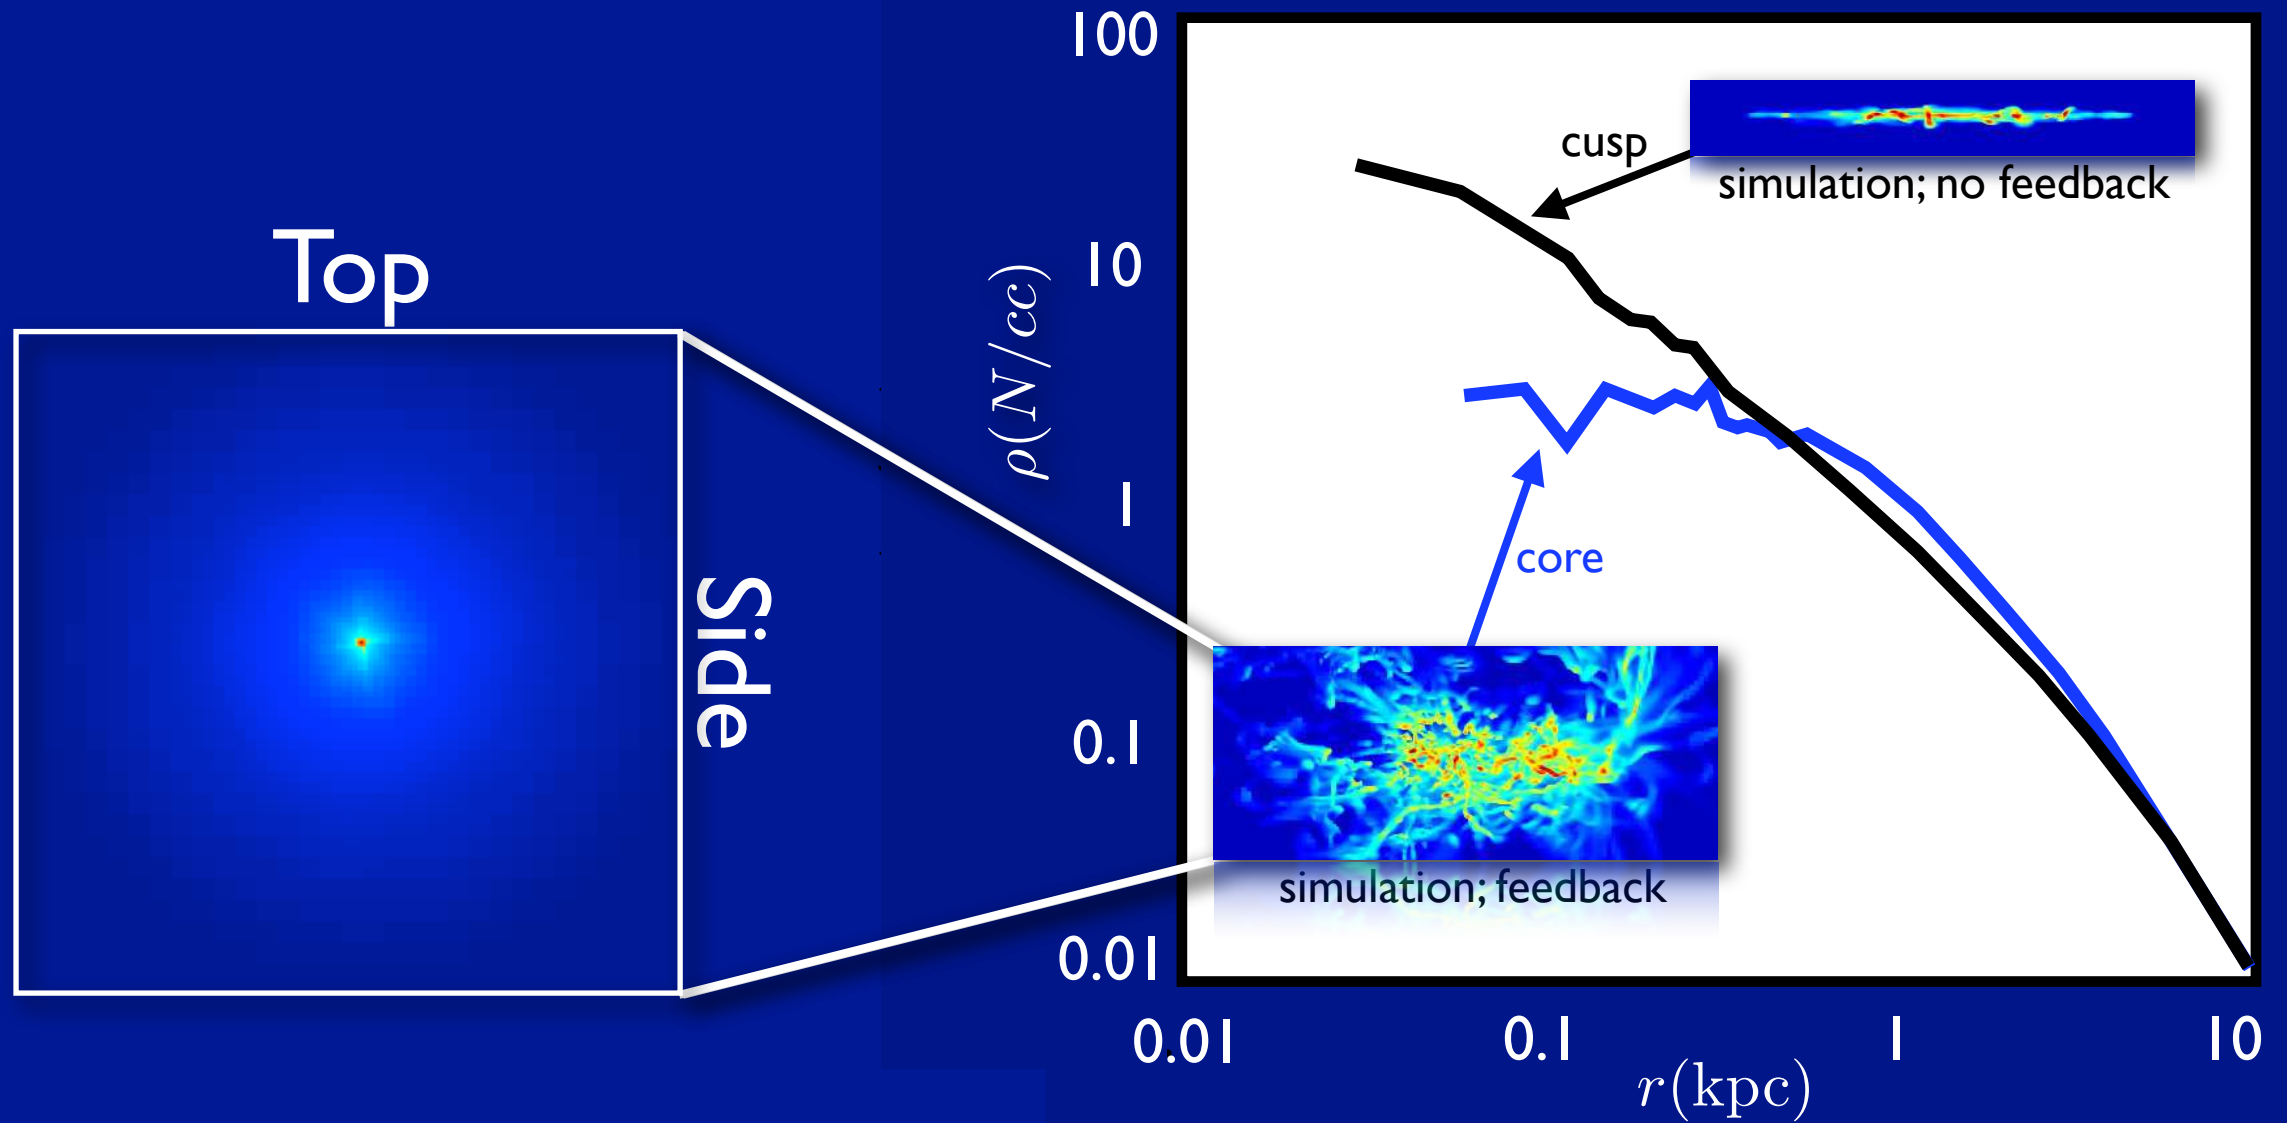 Top
Side
100
10
1
0.1
0.01
ρ(N/cc)
cusp
simulation; no feedback
core
simulation; feedback
0.01
0.1
1
10
r(kpc)